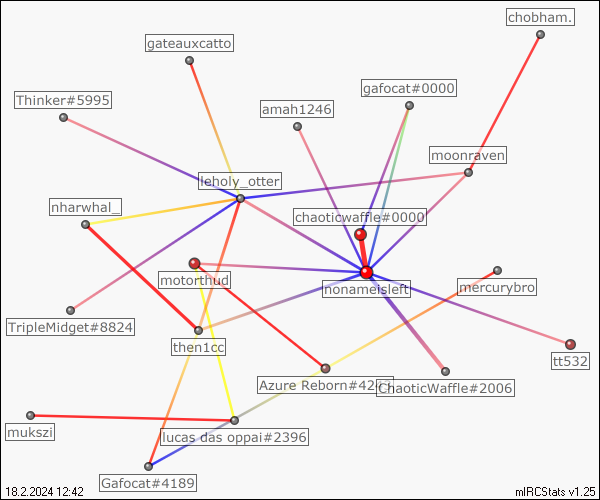 chobham.
gateauxcatto
gafocat#0000
Thinker#5995
amah1246
moonraven
leholy_otter
nharwhal_
chaoticwaffle#0000
motorthud
nonameisleft
mercurybro
TripleMidget#8824
then1cc
tt532
Azure Reborn#42
ChaoticWaffle#2006
mukszi
lucas das oppai#2396
Gafocat#4189
18.2.2024 12:42
mIRCStats v1.25